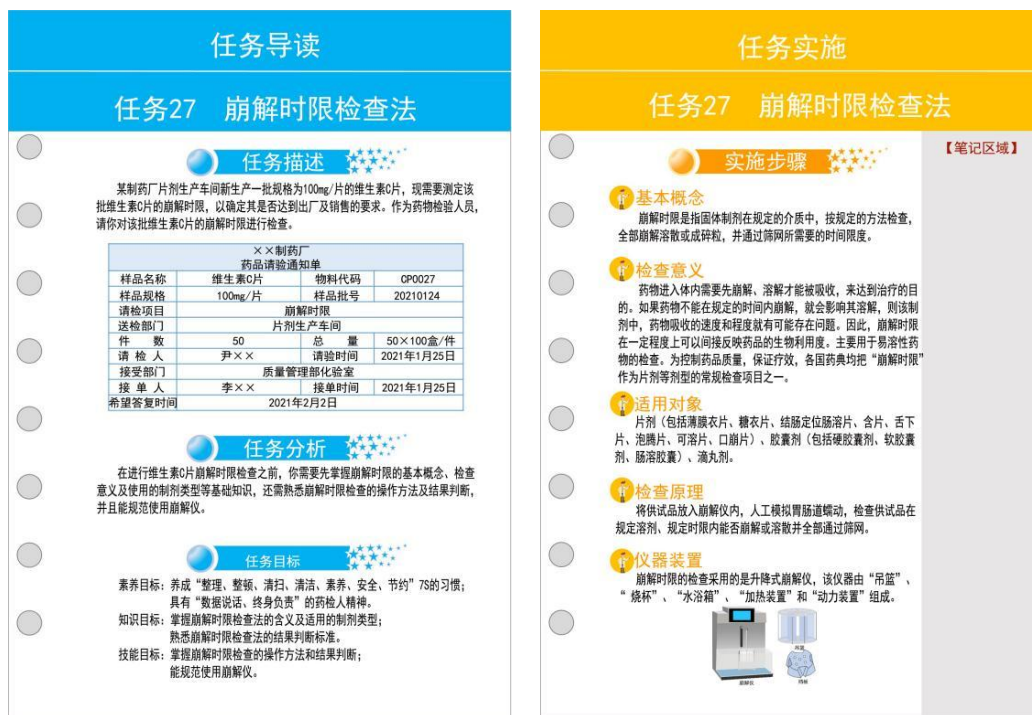 任务导读
任务27 崩解时限检查法
任务描述
某制药厂片剂生产车间新生产一批规格为100mg/片的维生素C片，现需要测定该
批维生素C片的崩解时限，以确定其是否达到出厂及销售的要求。作为药物检验人员，
请你对该批维生素C片的崩解时限进行检查。
××制药厂
药品请验通知单
样品名称 维生素C片 物料代码 CP0027
样品规格 100mg/片 样品批号 20210124
请检项目 崩解时限
送检部门 片剂生产车间
件 数 50 总 量 50×100盒/件
请 检 人 尹×× 请验时间 2021年1月25日
接受部门 质量管理部化验室
接 单 人 李×× 接单时间 2021年1月25日
希望答复时间 2021年2月2日
任务分析
在进行维生素C片崩解时限检查之前，你需要先掌握崩解时限的基本概念、检查
意义及使用的制剂类型等基础知识，还需熟悉崩解时限检查的操作方法及结果判断，
并且能规范使用崩解仪。
任务目标
素养目标：养成“整理、整顿、清扫、清洁、素养、安全、节约”7S的习惯；
具有“数据说话、终身负责”的药检人精神。
知识目标：掌握崩解时限检查法的含义及适用的制剂类型；
熟悉崩解时限检查法的结果判断标准。
技能目标：掌握崩解时限检查的操作方法和结果判断；
能规范使用崩解仪。
任务实施
任务27 崩解时限检查法
【笔记区域】
实施步骤
基本概念
崩解时限是指固体制剂在规定的介质中，按规定的方法检查，
全部崩解溶散或成碎粒，并通过筛网所需要的时间限度。
检查意义
药物进入体内需要先崩解、溶解才能被吸收，来达到治疗的目
的。如果药物不能在规定的时间内崩解，就会影响其溶解，则该制
剂中，药物吸收的速度和程度就有可能存在问题。因此，崩解时限
在一定程度上可以间接反映药品的生物利用度。主要用于易溶性药
物的检查。为控制药品质量，保证疗效，各国药典均把“崩解时限”
作为片剂等剂型的常规检查项目之一。
适用对象
片剂（包括薄膜衣片、糖衣片、结肠定位肠溶片、含片、舌下
片、泡腾片、可溶片、口崩片）、胶囊剂（包括硬胶囊剂、软胶囊
剂、肠溶胶囊）、滴丸剂。
检查原理
将供试品放入崩解仪内，人工模拟胃肠道蠕动，检查供试品在
规定溶剂、规定时限内能否崩解或溶散并全部通过筛网。
仪器装置
崩解时限的检查采用的是升降式崩解仪，该仪器由“吊篮”、
“ 烧杯”、“水浴箱”、“加热装置”和“动力装置”组成。
吊篮
崩解仪